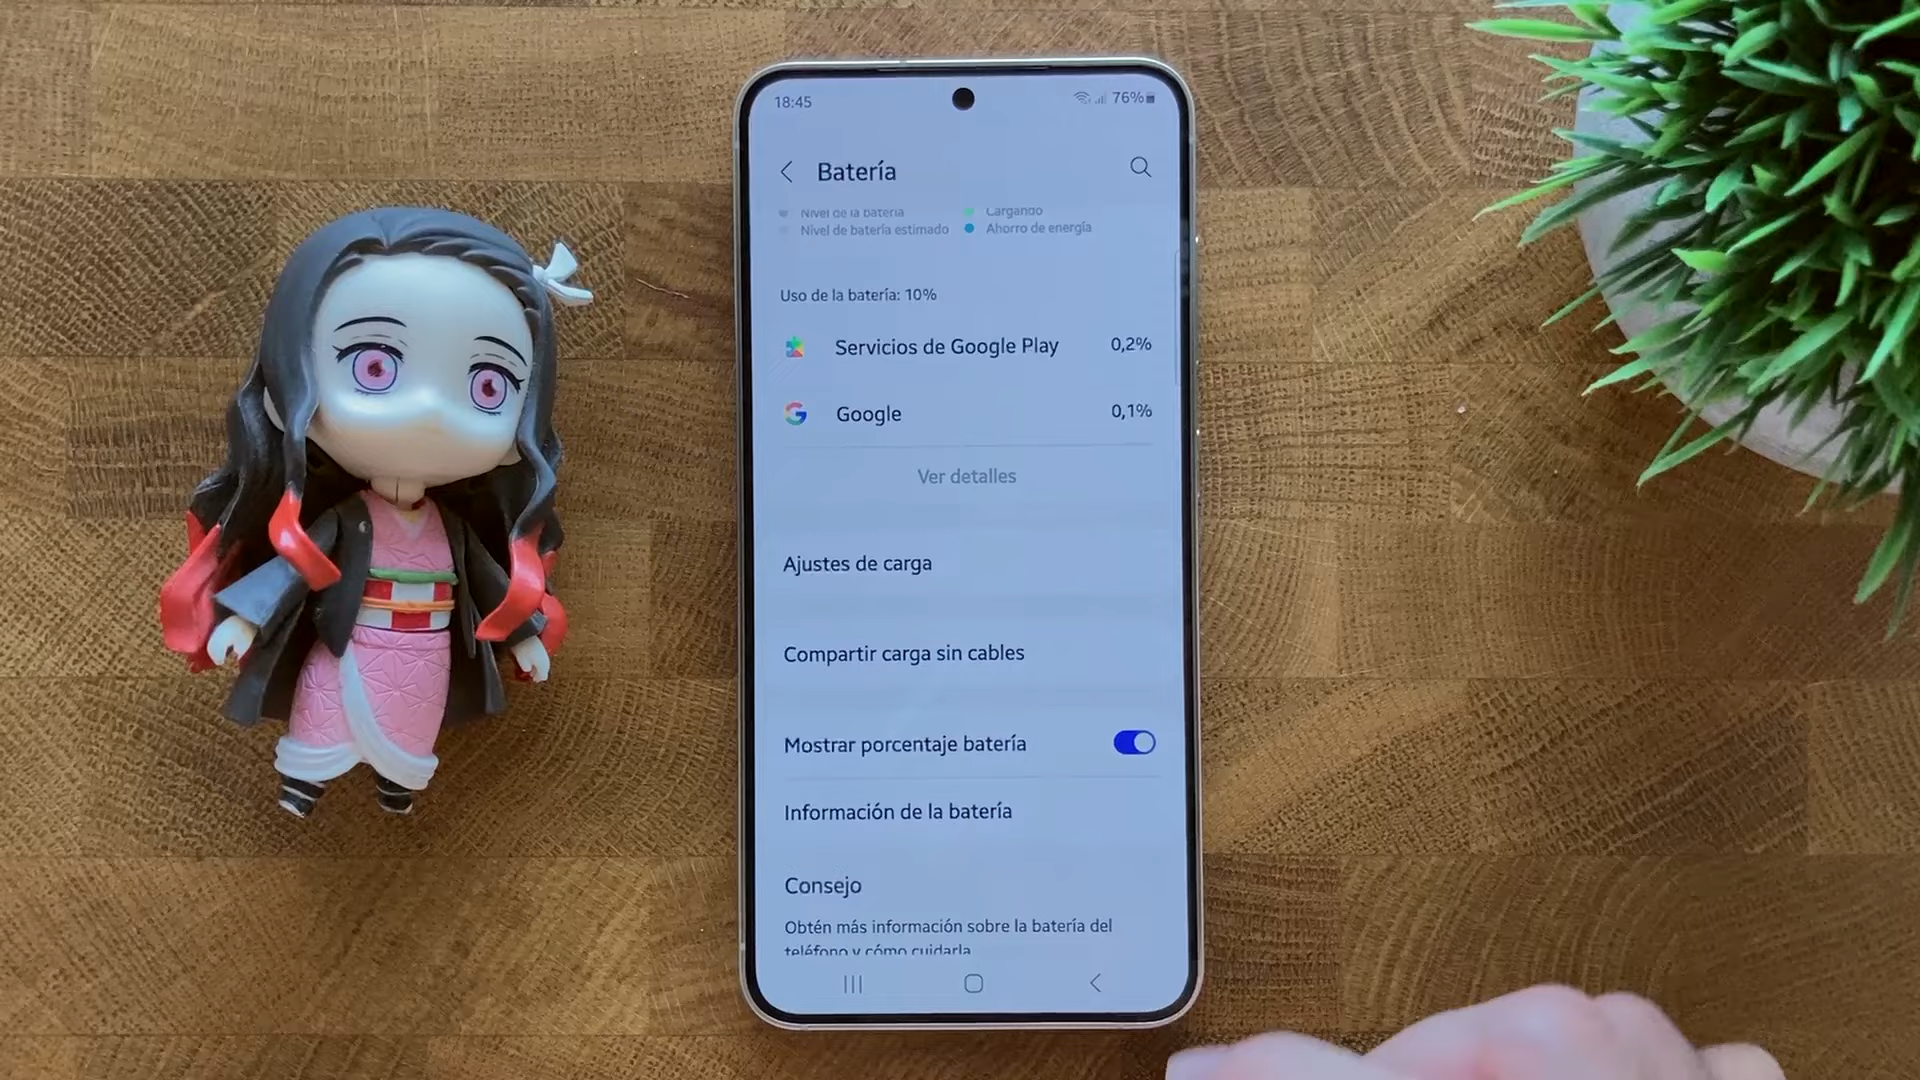 18:45
76%
Batería
Nivel de la batería
Cargando
Nivel de batería estimado
Ahorro de energía
Uso de la batería: 10%
Servicios de Google Play
0,2%
Google
0,1%
Ver detalles
Ajustes de carga
Compartir carga sin cables
Mostrar porcentaje batería
Información de la batería
Consejo
Obtén más información sobre la batería del
teléfono y cómo cuidarla